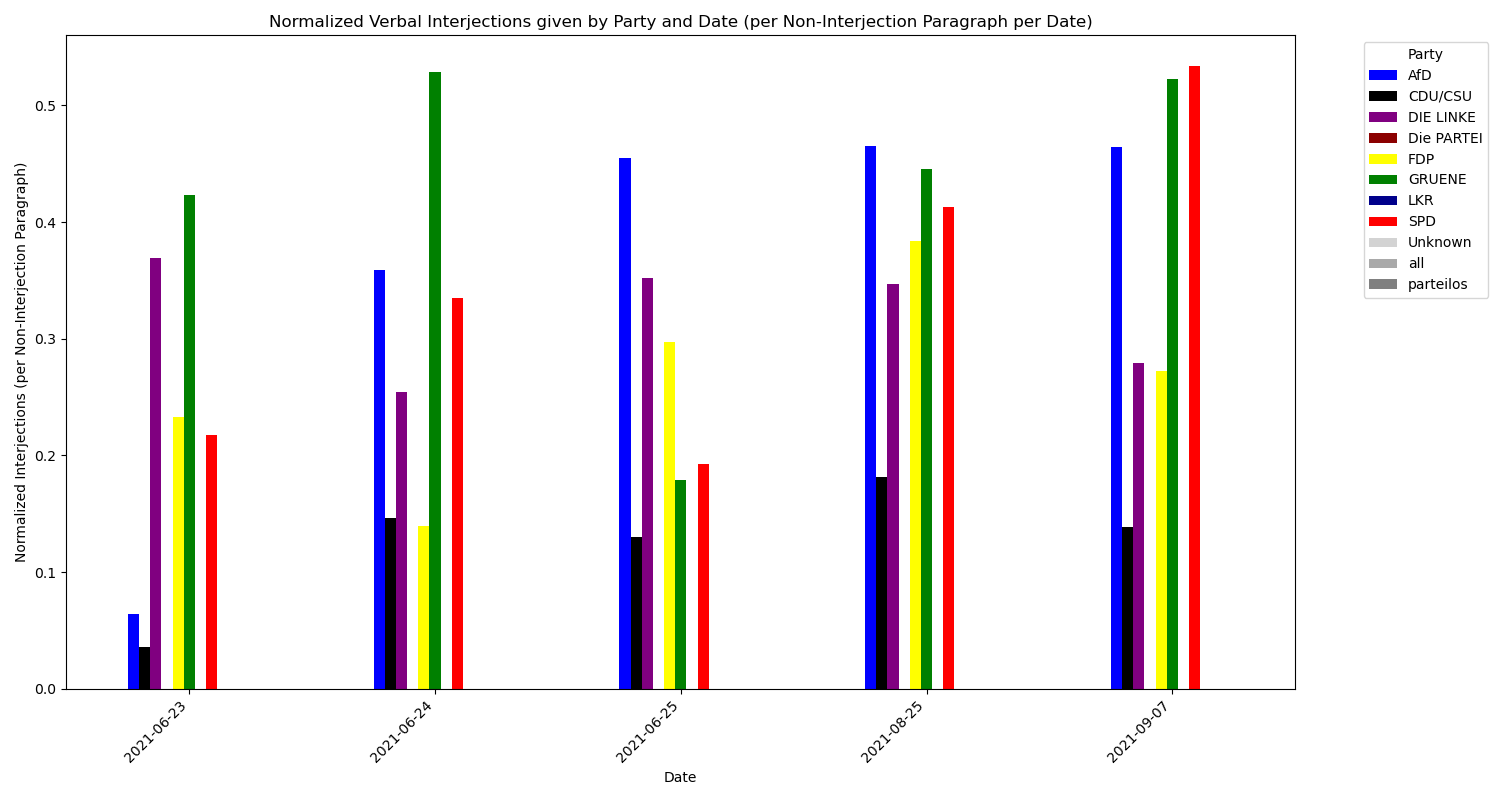 Normalized Verbal Interjections given by Party and Date (per Non-Interjection Paragraph per Date)
Normalized Interjections (per Non-Interjection Paragraph)
0.5
0.4
0.3
0.2
0.1
0.0
2021-06-23
2021-06-24
2021-06-25
2021-08-25
2021-09-07
Date
Party
AfD
CDU/CSU
DIE LINKE
Die PARTEI
FDP
GRUENE
LKR
SPD
Unknown
all
parteilos